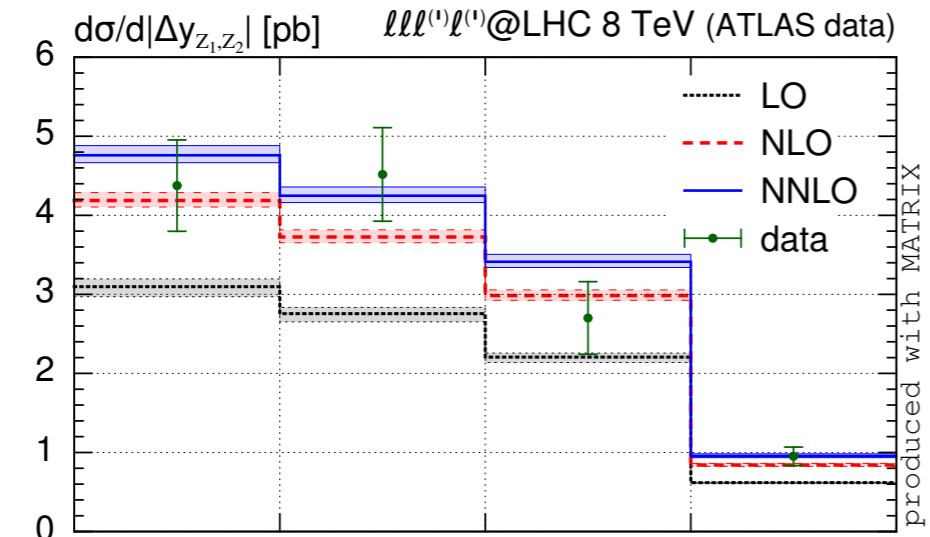 dσ/d|Δy_{Z₁,Z₂}| [pb]
ℓℓℓ⁽'⁾ℓ⁽'⁾@LHC 8 TeV (ATLAS data)
6
5
4
3
2
1
0
LO
NLO
NNLO
data
produced with MATRIX